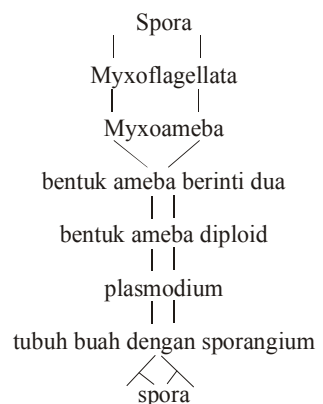 Spora
Myxoflagellata
Myxoameba
bentuk ameba berinti dua
bentuk ameba diploid
plasmodium
tubuh buah dengan sporangium
spora